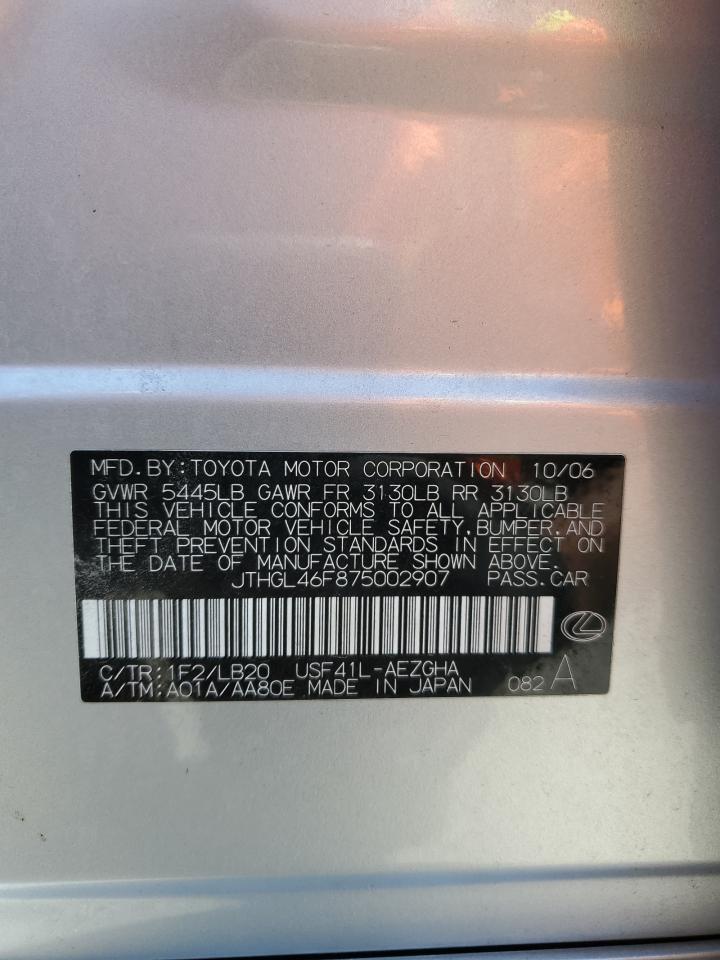 MFD.BY:TOYOTA MOTOR CORPORATION 10/06
GVWR 5445LB GAWR FR 3130LB RR 3130LB
THIS VEHICLE CONFORMS TO ALL APPLICABLE
FEDERAL MOTOR VEHICLE SAFETY,BUMPER,AND
THEFT PREVENTION STANDARDS IN EFFECT ON
THE DATE OF MANUFACTURE SHOWN ABOVE.
JTHGL46F875002907 PASS.CAR
C/TR:1F2/LB20 USF41L-AEZGHA
A/TM:A01A/AA80E MADE IN JAPAN 082 A